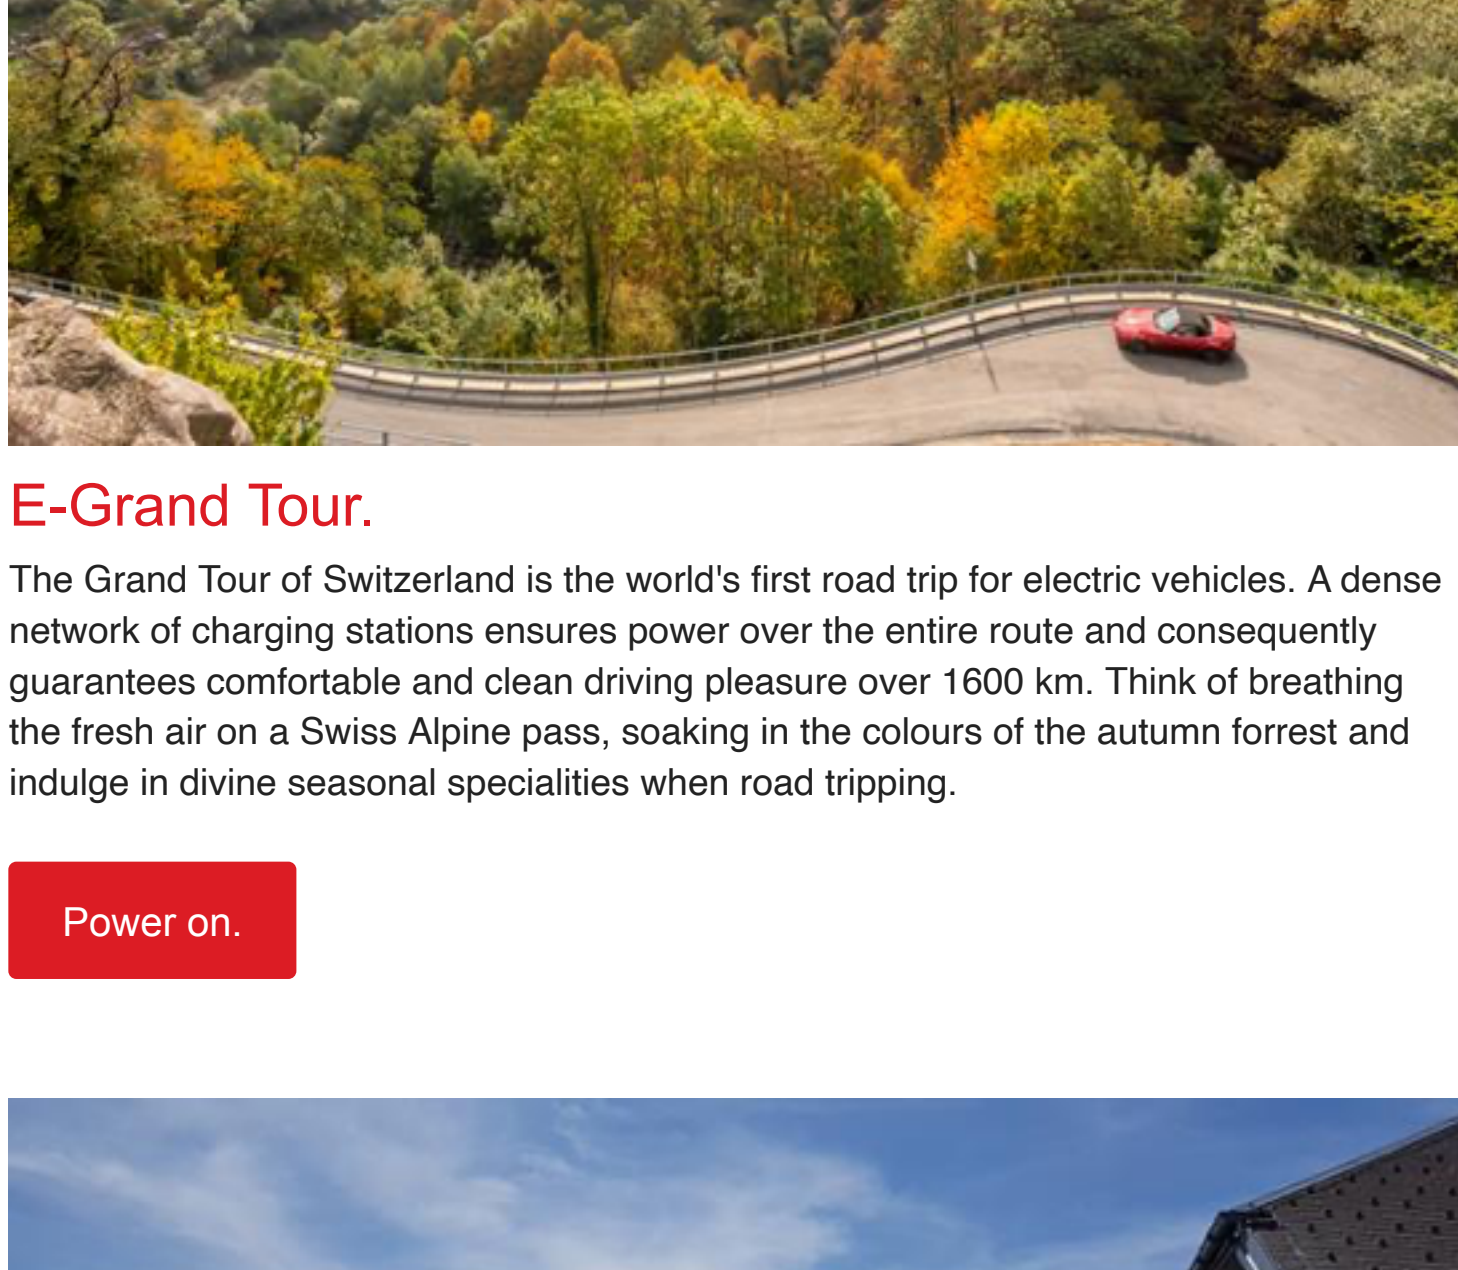 E-Grand Tour.
The Grand Tour of Switzerland is the world's first road trip for electric vehicles. A dense
network of charging stations ensures power over the entire route and consequently
guarantees comfortable and clean driving pleasure over 1600 km. Think of breathing
the fresh air on a Swiss Alpine pass, soaking in the colours of the autumn forrest and
indulge in divine seasonal specialities when road tripping.
Power on.